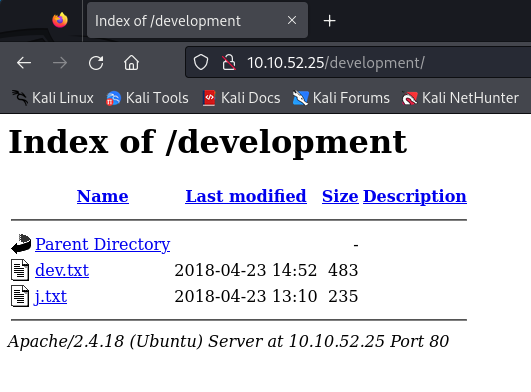 Index of /development
10.10.52.25/development/
Kali Linux Kali Tools Kali Docs Kali Forums Kali NetHunter
Index of /development
Name Last modified Size Description
Parent Directory -
dev.txt 2018-04-23 14:52 483
j.txt 2018-04-23 13:10 235
Apache/2.4.18 (Ubuntu) Server at 10.10.52.25 Port 80